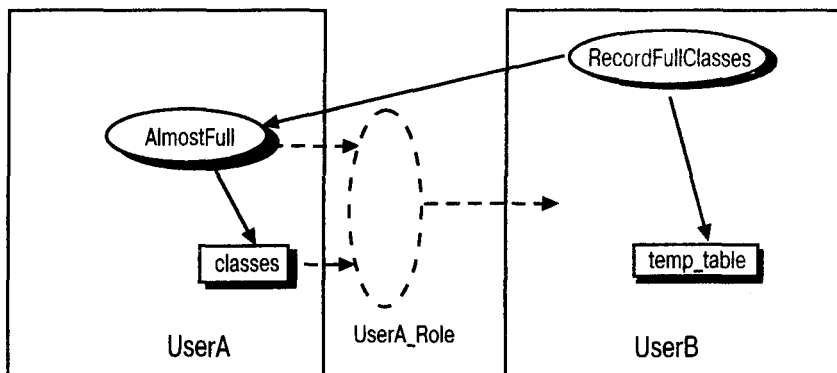 RecordFullClasses
AlmostFull
classes
temp_table
UserA_Role
UserA
UserB